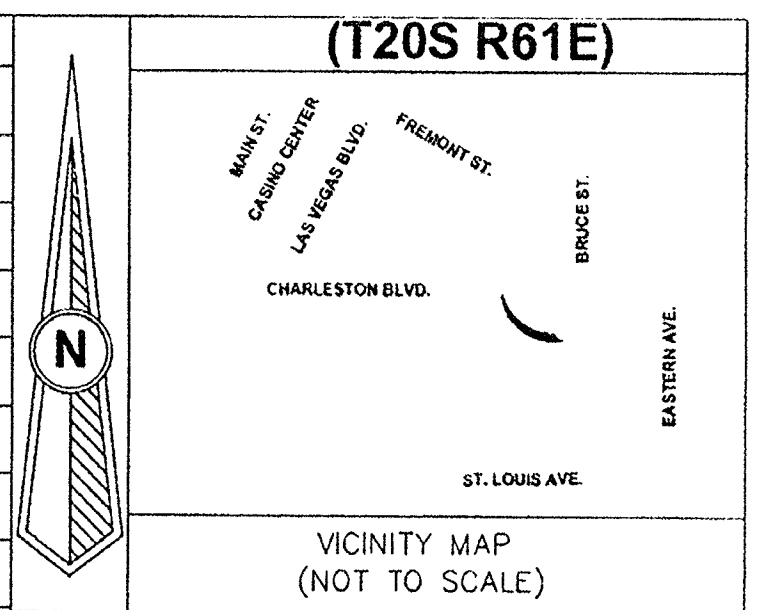 (T20S R61E)
MAIN ST.
CASINO CENTER
LAS VEGAS BLVD.
FREMONT ST.
BRUCE ST.
CHARLESTON BLVD.
N
EASTERN AVE.
ST. LOUIS AVE.
VICINITY MAP
(NOT TO SCALE)